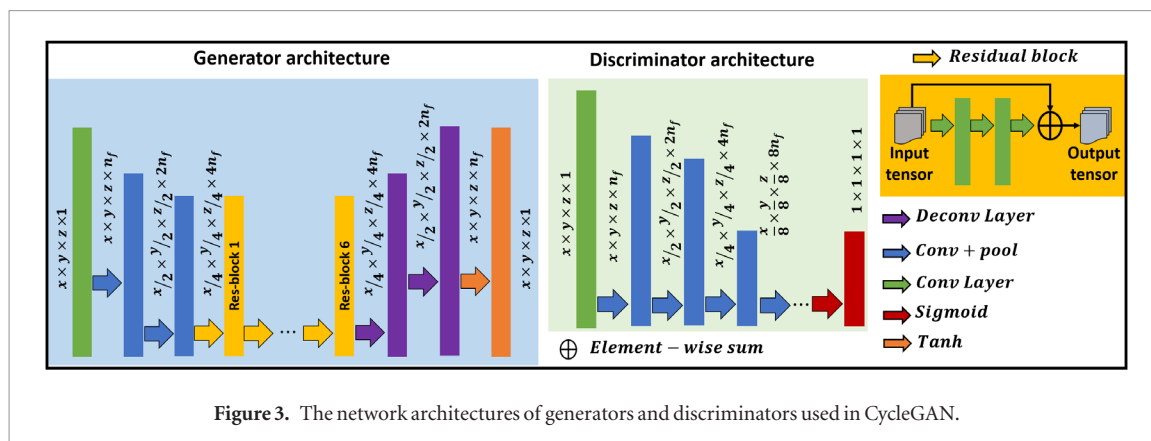 Generator architecture
x × y × z × 1
x × y × z × n_f
x/2 × y/2 × z/2 × 2n_f
x/4 × y/4 × z/4 × 4n_f
Res-block 1
...
Res-block 6
x/4 × y/4 × z/4 × 4n_f
x/2 × y/2 × z/2 × 2n_f
x × y × z × n_f
x × y × z × 1
Discriminator architecture
x × y × z × 1
x × y × z × n_f
x/2 × y/2 × z/2 × 2n_f
x/4 × y/4 × z/4 × 4n_f
x/8 × y/8 × z/8 × 8n_f
...
1 × 1 × 1 × 1
⊕ Element − wise sum
Residual block
Input
tensor
Output
tensor
Deconv Layer
Conv + pool
Conv Layer
Sigmoid
Tanh
Figure 3. The network architectures of generators and discriminators used in CycleGAN.